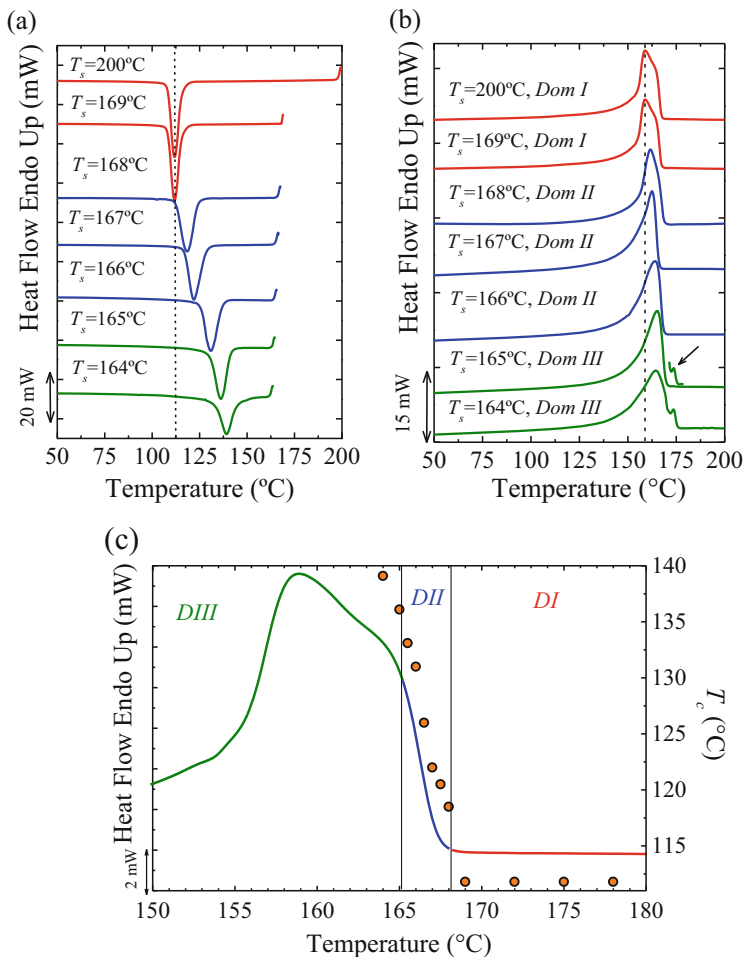 (a)
Heat Flow Endo Up (mW)
20 mW
Tₛ=200ºC
Tₛ=169ºC
Tₛ=168ºC
Tₛ=167ºC
Tₛ=166ºC
Tₛ=165ºC
Tₛ=164ºC
50 75 100 125 150 175 200
Temperature (ºC)
(b)
Heat Flow Endo Up (mW)
15 mW
Tₛ=200ºC, Dom I
Tₛ=169ºC, Dom I
Tₛ=168ºC, Dom II
Tₛ=167ºC, Dom II
Tₛ=166ºC, Dom II
Tₛ=165ºC, Dom III
Tₛ=164ºC, Dom III
50 75 100 125 150 175 200
Temperature (°C)
(c)
Heat Flow Endo Up (mW)
2 mW
DIII
DII
DI
140
135
130
125
120
115
T_c (°C)
150 155 160 165 170 175 180
Temperature (°C)